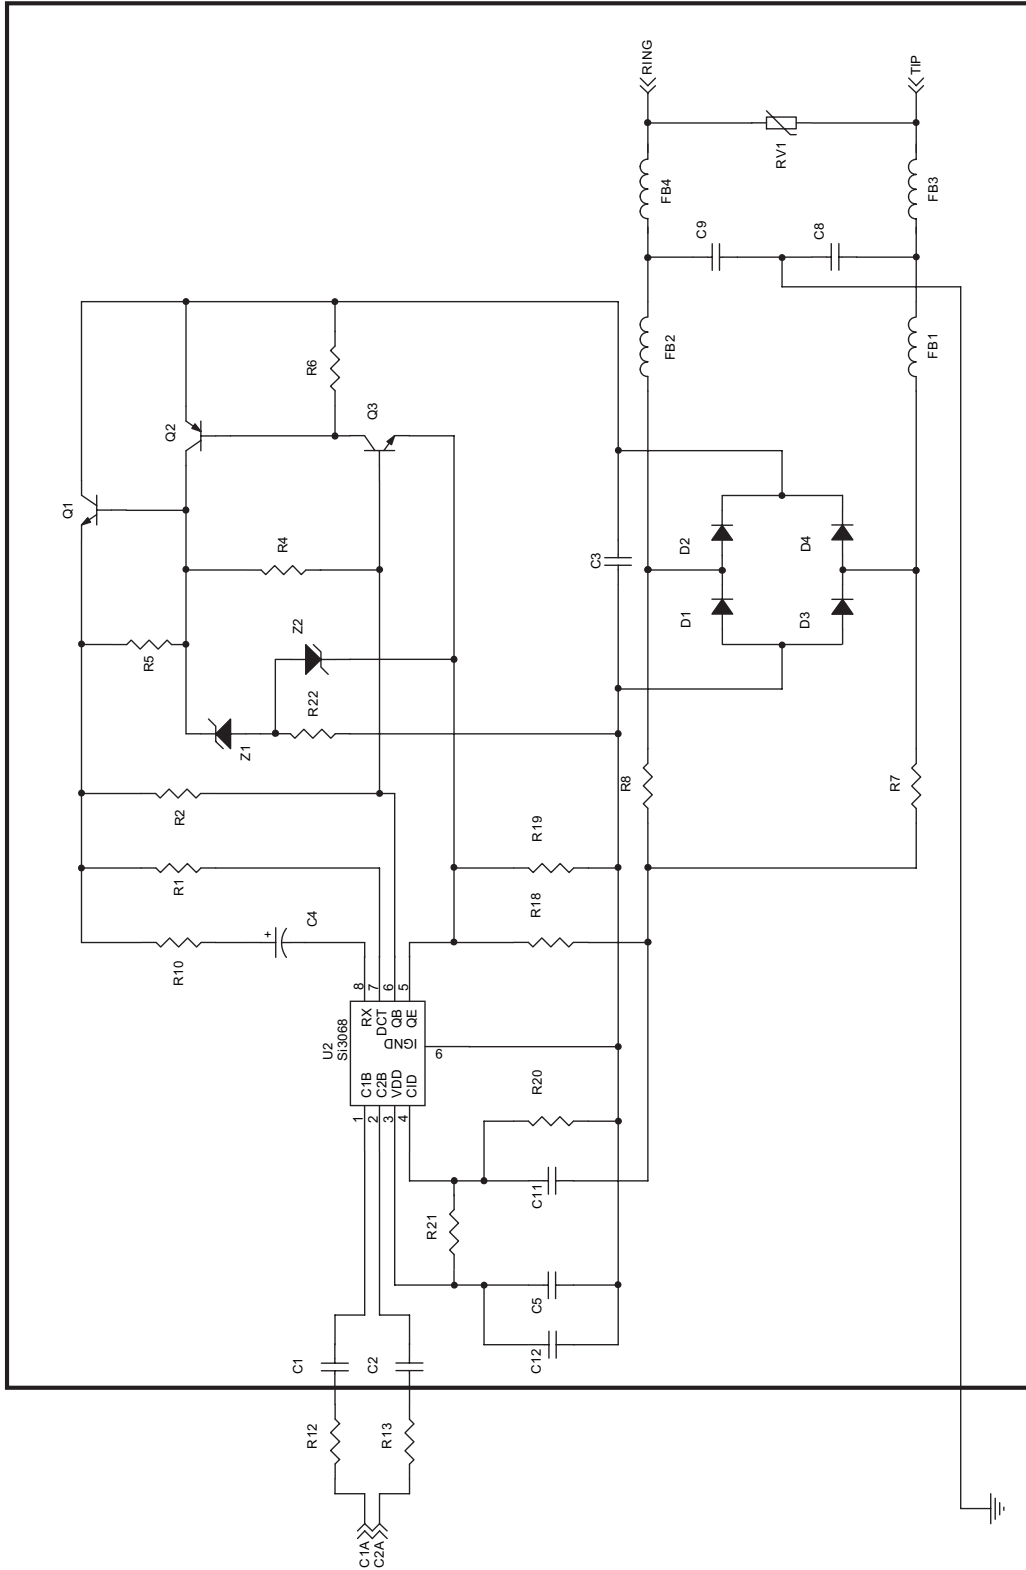 RING
TIP
RV1
FB4
FB3
C9
C8
FB2
FB1
R6
Q3
Q2
Q1
R4
C3
D2
D4
D1
D3
R5
Z2
Z1
R22
R8
R7
R2
R19
R1
R18
C4
+
R10
U2
Si3068
8
7
6
5
RX
DCT
QB
QE
IGND
6
C1B
C2B
VDD
CID
1
2
3
4
R20
C11
R21
C5
C12
C1
C2
R12
R13
C1A
C2A